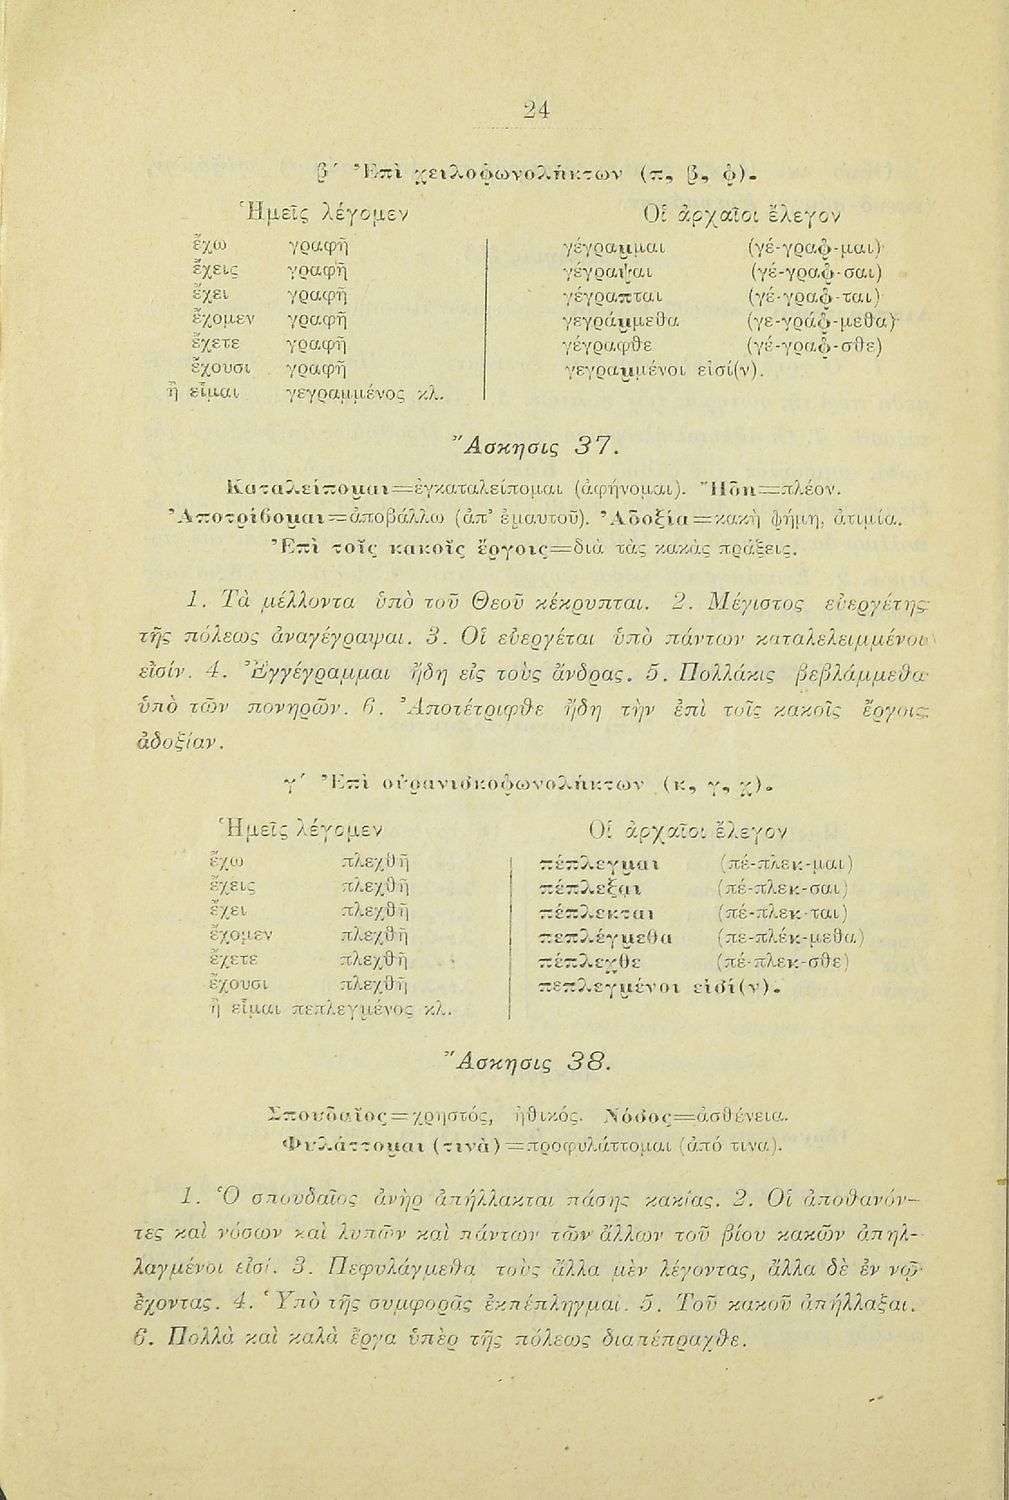 24
β΄ Ἐπὶ χειλοφωνολήκτων (π, β, φ).
Ἡμεῖς λέγομεν Οἱ ἀρχαῖοι ἔλεγον
ἔχω γραφῆ γέγραμμαι (γέ-γραφ-μαι)
ἔχεις γραφῆ γέγραψαι (γέ-γραφ-σαι)
ἔχει γραφῆ γέγραπται (γέ-γραφ-ται)
ἔχομεν γραφῆ γεγράμμεθα (γε-γράφ-μεθα)
ἔχετε γραφῆ γέγραφθε (γέ-γραφ-σθε)
ἔχουσι γραφῆ γεγραμμένοι εἰσί(ν).
ἢ εἶμαι γεγραμμένος κλ.
Ἄσκησις 37.
Καταλείπομαι=ἐγκαταλείπομαι (ἀφήνομαι). Ἤδη=πλέον.
Ἀποτρίβομαι=ἀποβάλλω (ἀπ’ ἐμαυτοῦ). Ἀδοξία=κακὴ φήμη, ἀτιμία.
Ἐπὶ τοῖς κακοῖς ἔργοις=διὰ τὰς κακὰς πράξεις.
1. Τὰ μέλλοντα ὑπὸ τοῦ Θεοῦ κέκρυπται. 2. Μέγιστος εὐεργέτης
τῆς πόλεως ἀναγέγραψαι. 3. Οἱ εὐεργέται ὑπὸ πάντων καταλελειμμένοι
εἰσίν. 4. Ἐγγέγραμμαι ἤδη εἰς τοὺς ἄνδρας. 5. Πολλάκις βεβλάμμεθα
ὑπὸ τῶν πονηρῶν. 6. Ἀποτέτριφθε ἤδη τὴν ἐπὶ τοῖς κακοῖς ἔργοις
ἀδοξίαν.
γ΄ Ἐπὶ οὐρανισκοφωνολήκτων (κ, γ, χ).
Ἡμεῖς λέγομεν Οἱ ἀρχαῖοι ἔλεγον
ἔχω πλεχθῆ πέπλεγμαι (πέ-πλεκ-μαι)
ἔχεις πλεχθῆ πέπλεξαι (πέ-πλεκ-σαι)
ἔχει πλεχθῆ πέπλεκται (πέ-πλεκ-ται)
ἔχομεν πλεχθῆ πεπλέγμεθα (πε-πλέκ-μεθα)
ἔχετε πλεχθῆ πέπλεχθε (πέ-πλεκ-σθε)
ἔχουσι πλεχθῆ πεπλεγμένοι εἰσί(ν).
ἢ εἶμαι πεπλεγμένος κλ.
Ἄσκησις 38.
Σπουδαῖος=χρηστός, ἠθικός. Νόσος=ἀσθένεια.
Φυλάττομαι (τινὰ)=προφυλάττομαι (ἀπό τινα).
1. Ὁ σπουδαῖος ἀνὴρ ἀπήλλακται πάσης κακίας. 2. Οἱ ἀποθανόν-
τες καὶ νόσων καὶ λυπῶν καὶ πάντων τῶν ἄλλων τοῦ βίου κακῶν ἀπηλ-
λαγμένοι εἰσί. 3. Πεφυλάγμεθα τοὺς ἄλλα μὲν λέγοντας, ἄλλα δὲ ἐν νῷ
ἔχοντας. 4. Ὑπὸ τῆς συμφορᾶς ἐκπέπληγμαι. 5. Τοῦ κακοῦ ἀπήλλαξαι.
6. Πολλὰ καὶ καλὰ ἔργα ὑπὲρ τῆς πόλεως διαπέπραχθε.